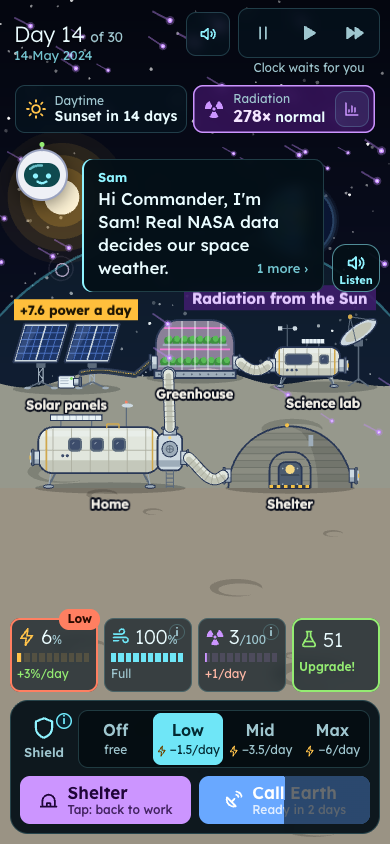 Day 14 of 30
14 May 2024
Clock waits for you
Daytime
Sunset in 14 days
Radiation
278× normal
Sam
Hi Commander, I'm
Sam! Real NASA data
decides our space
weather.
1 more ›
Listen
+7.6 power a day
Radiation from the Sun
Solar panels
Greenhouse
Science lab
Home
Shelter
Low
6%
+3%/day
100%
Full
3/100
+1/day
51
Upgrade!
Shield
Off
free
Low
−1.5/day
Mid
−3.5/day
Max
−6/day
Shelter
Tap: back to work
Call Earth
Ready in 2 days